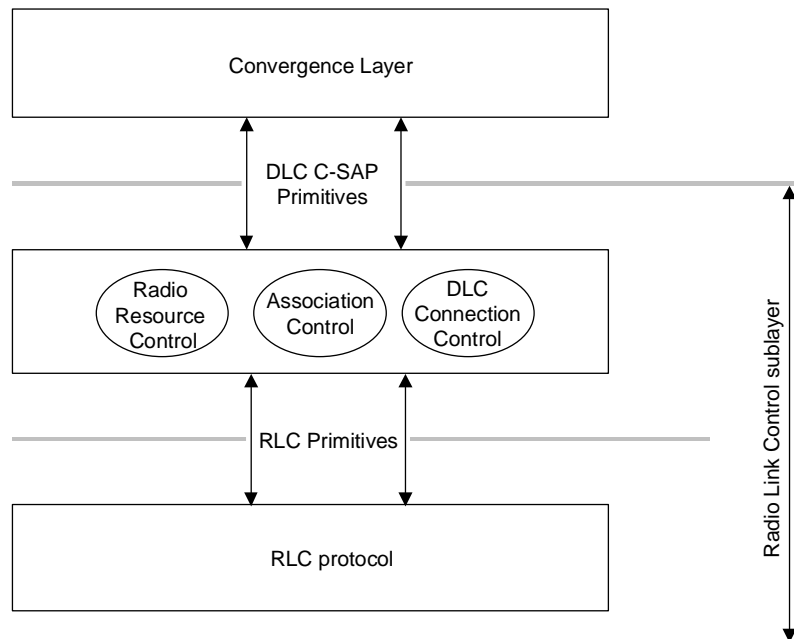 Convergence Layer
DLC C-SAP
Primitives
Radio
Resource
Control
Association
Control
DLC
Connection
Control
RLC Primitives
RLC protocol
Radio Link Control sublayer